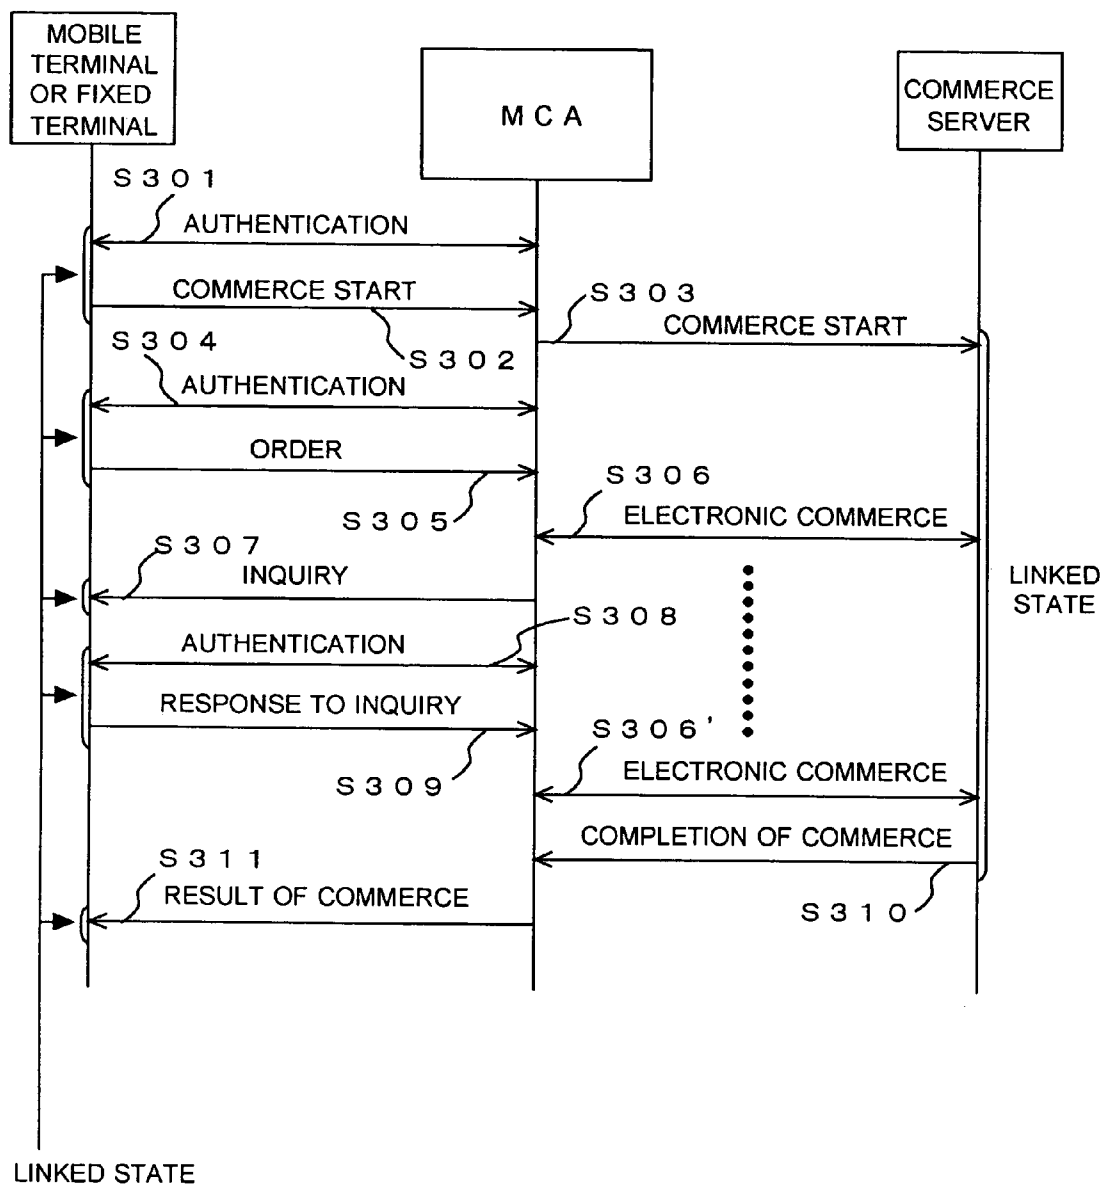 MOBILE
TERMINAL
OR FIXED
TERMINAL
MCA
COMMERCE
SERVER
S301
AUTHENTICATION
COMMERCE START
S302
S303
COMMERCE START
S304
AUTHENTICATION
ORDER
S305
S306
ELECTRONIC COMMERCE
S307
INQUIRY
LINKED
STATE
S308
AUTHENTICATION
RESPONSE TO INQUIRY
S309
S306'
ELECTRONIC COMMERCE
COMPLETION OF COMMERCE
S310
S311
RESULT OF COMMERCE
LINKED STATE